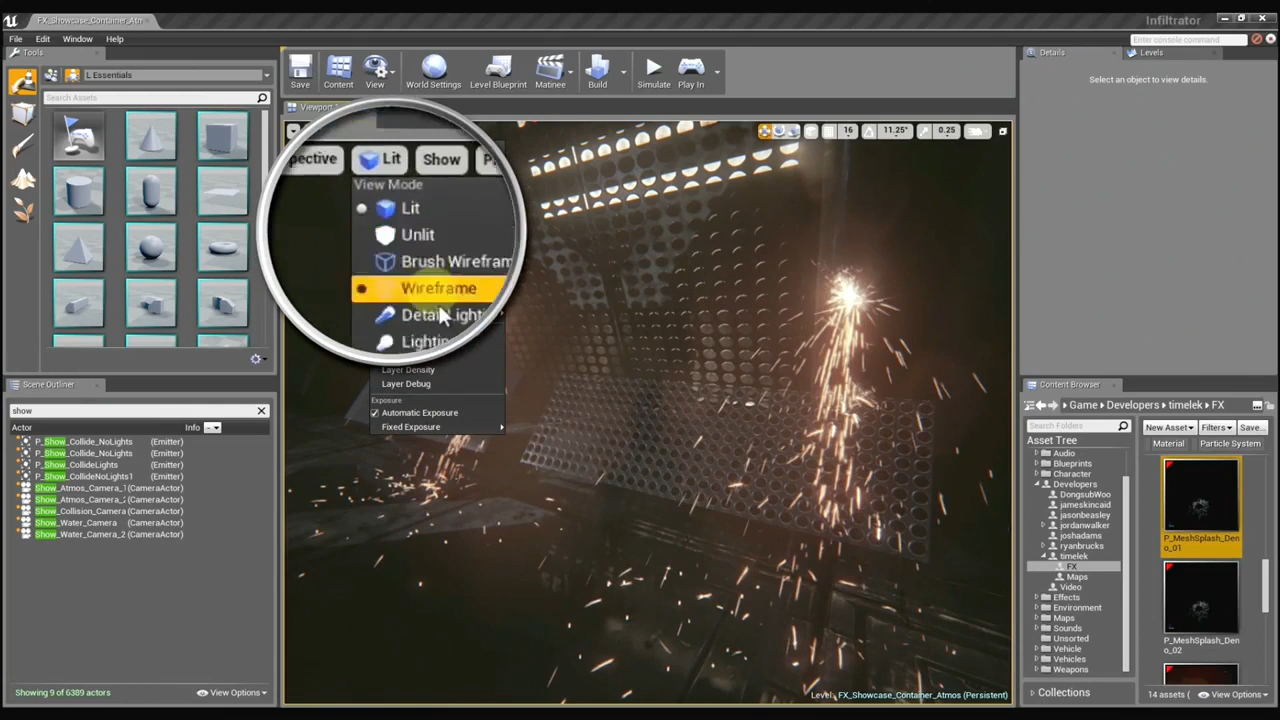 FX_Showcase_Container_Atm
Infiltrator
File Edit Window Help
Enter console command
Tools
L Essentials
Search Assets
Save
Content
View
World Settings
Level Blueprint
Matinee
Build
Simulate
Play In
Details
Levels
Select an object to view details.
Viewport
16
11.25°
0.25
pective
Lit
Show
View Mode
Lit
Unlit
Brush Wirefram
Wireframe
Detail Lighti
Lighting
Layer Density
Layer Debug
Exposure
Automatic Exposure
Fixed Exposure
Scene Outliner
show
Actor Info
P_Show_Collide_NoLights (Emitter)
P_Show_Collide_NoLights (Emitter)
P_Show_CollideLights (Emitter)
P_Show_CollideNoLights1 (Emitter)
Show_Atmos_Camera_1 (CameraActor)
Show_Atmos_Camera_2 (CameraActor)
Show_Collision_Camera (CameraActor)
Show_Water_Camera (CameraActor)
Show_Water_Camera_2 (CameraActor)
Showing 9 of 6389 actors
View Options
Level: FX_Showcase_Container_Atmos (Persistent)
Content Browser
Game Developers timelek FX
Search Folders
Asset Tree
Audio
Blueprints
Character
Developers
DongsubWoo
jameskincaid
jasonbeasley
jordanwalker
joshadams
ryanbrucks
timelek
FX
Maps
Video
Effects
Environment
Maps
Sounds
Unsorted
Vehicle
Vehicles
Weapons
Collections
New Asset Filters Save...
Material Particle System
P_MeshSplash_Den
o_01
P_MeshSplash_Den
o_02
14 assets ( View Options